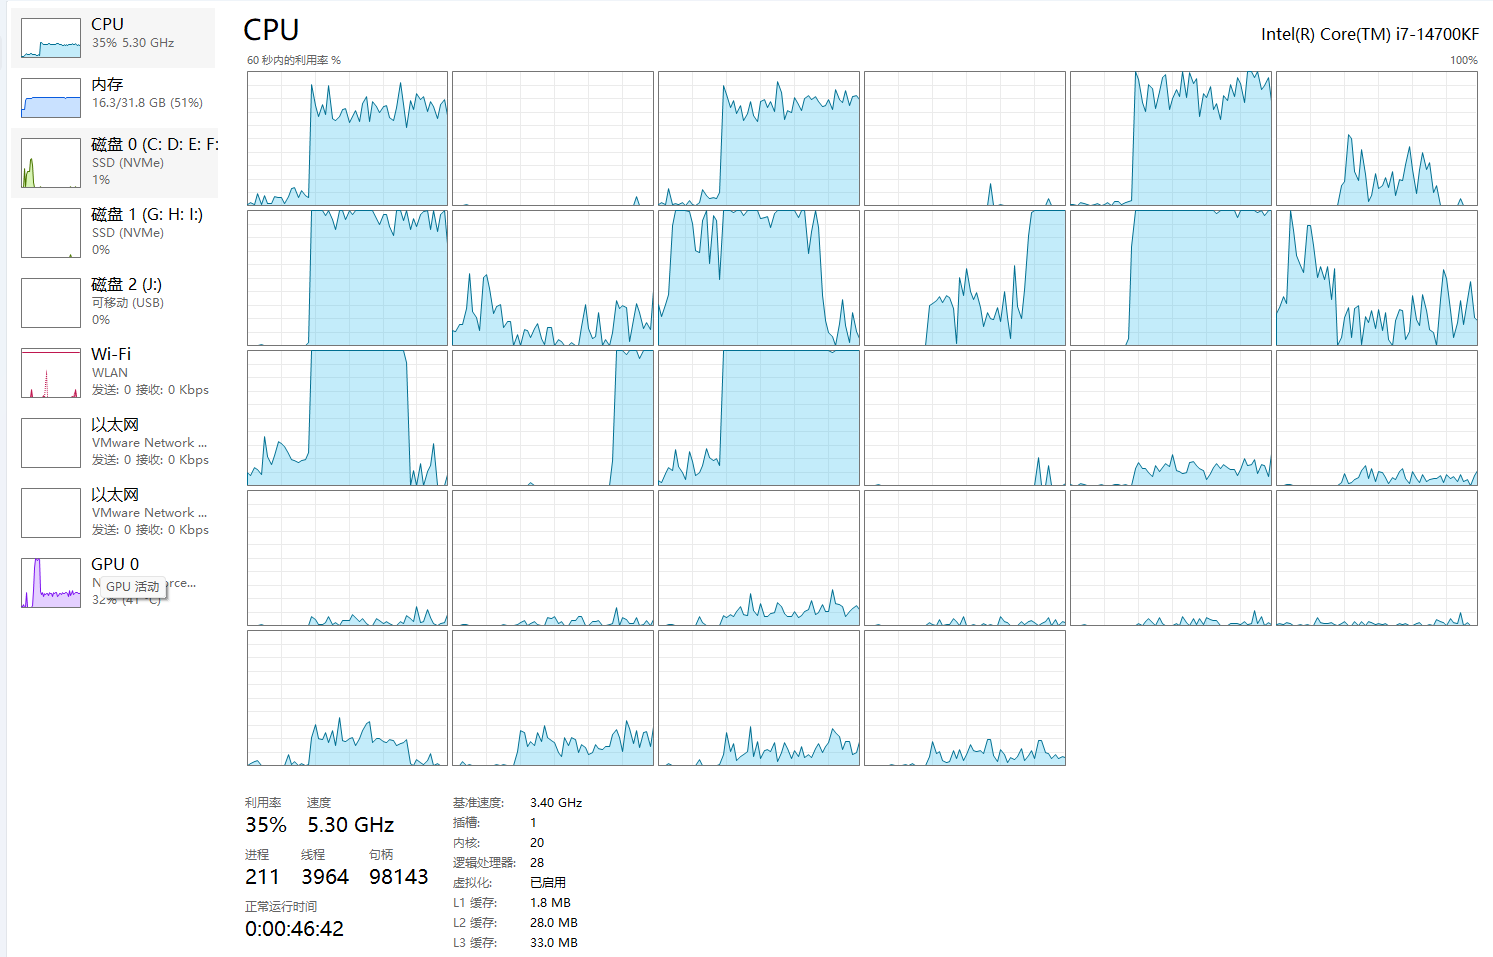 CPU
35% 5.30 GHz
内存
16.3/31.8 GB (51%)
磁盘 0 (C: D: E: F:
SSD (NVMe)
1%
磁盘 1 (G: H: I:)
SSD (NVMe)
0%
磁盘 2 (J:)
可移动 (USB)
0%
Wi-Fi
WLAN
发送: 0 接收: 0 Kbps
以太网
VMware Network ...
发送: 0 接收: 0 Kbps
以太网
VMware Network ...
发送: 0 接收: 0 Kbps
GPU 0
GPU 活动
32% (41 °C)
CPU
Intel(R) Core(TM) i7-14700KF
60 秒内的利用率 %
100%
利用率
速度
35%
5.30 GHz
进程
线程
句柄
211
3964
98143
正常运行时间
0:00:46:42
基准速度: 3.40 GHz
插槽: 1
内核: 20
逻辑处理器: 28
虚拟化: 已启用
L1 缓存: 1.8 MB
L2 缓存: 28.0 MB
L3 缓存: 33.0 MB